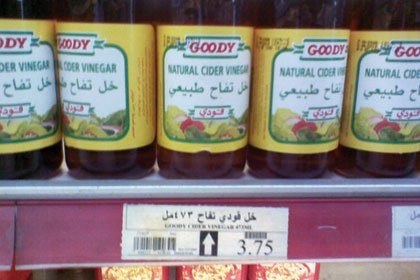 GOODY
CIDER VINEGAR
خل تفاح طبيعي
قودي
GOODY
NATURAL CIDER VINEGAR
خل تفاح طبيعي
قودي
GOODY
NATURAL CIDER VINEGAR
خل تفاح طبيعي
قودي
GOODY
NATURAL CIDER
خل تفاح
خل قودي تفاح ٤٧٣مل
GOODY CIDER VINEGAR 473ML
3.75